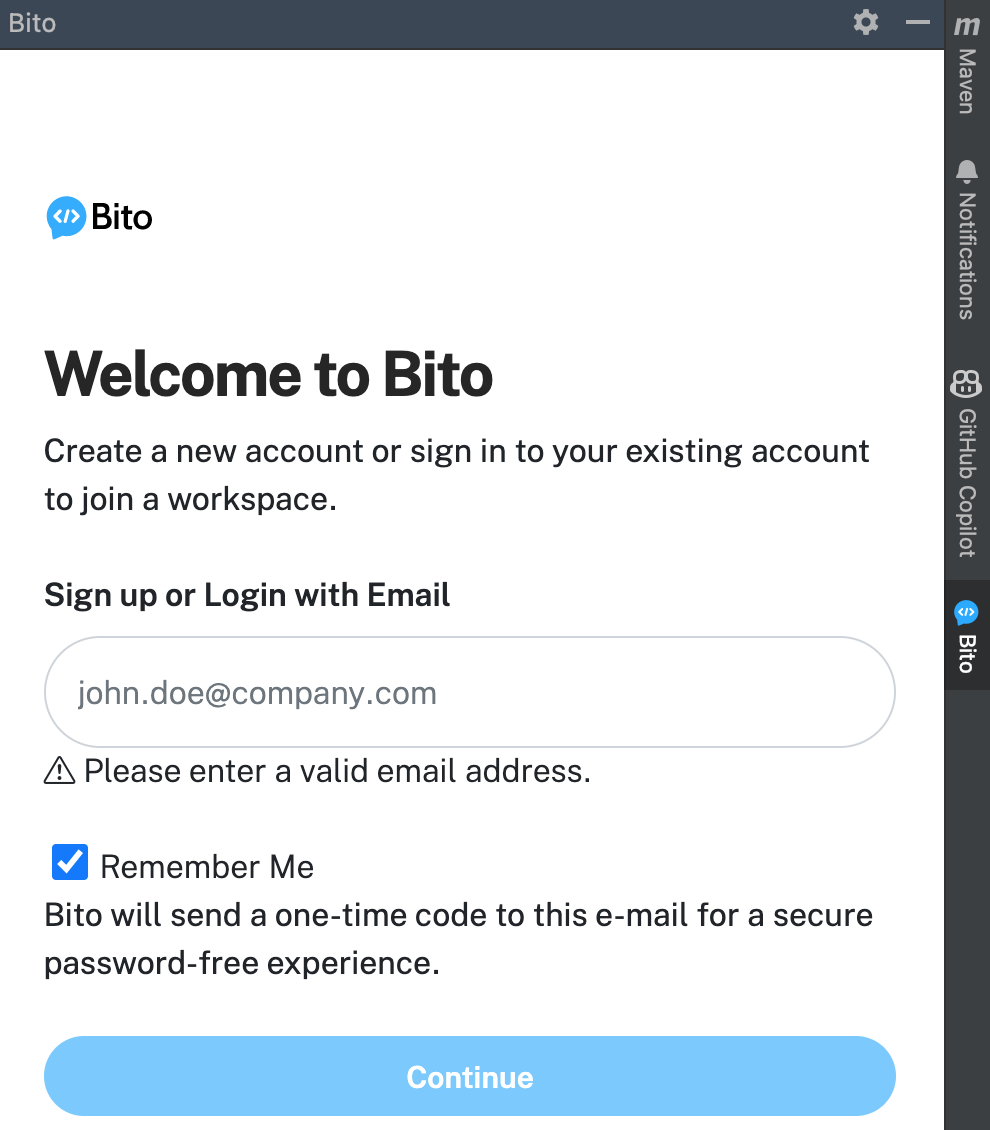 Bito
m
Maven
Notifications
GitHub Copilot
Bito
</> Bito
Welcome to Bito
Create a new account or sign in to your existing account
to join a workspace.
Sign up or Login with Email
john.doe@company.com
Please enter a valid email address.
Remember Me
Bito will send a one-time code to this e-mail for a secure
password-free experience.
Continue